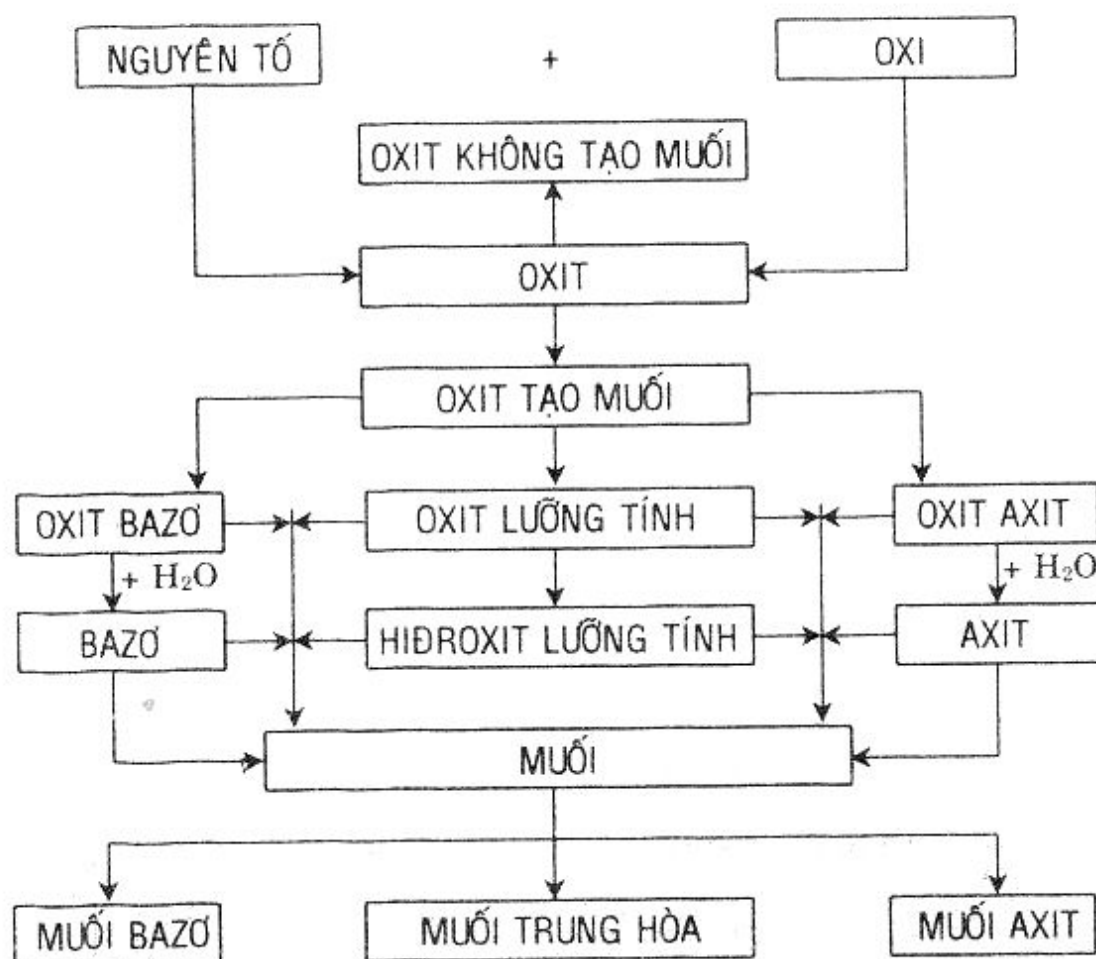 NGUYÊN TỐ
+
OXI
OXIT KHÔNG TẠO MUỐI
OXIT
OXIT TẠO MUỐI
OXIT BAZƠ
OXIT LƯỠNG TÍNH
OXIT AXIT
+ H₂O
+ H₂O
BAZƠ
HIĐROXIT LƯỠNG TÍNH
AXIT
MUỐI
MUỐI BAZƠ
MUỐI TRUNG HÒA
MUỐI AXIT